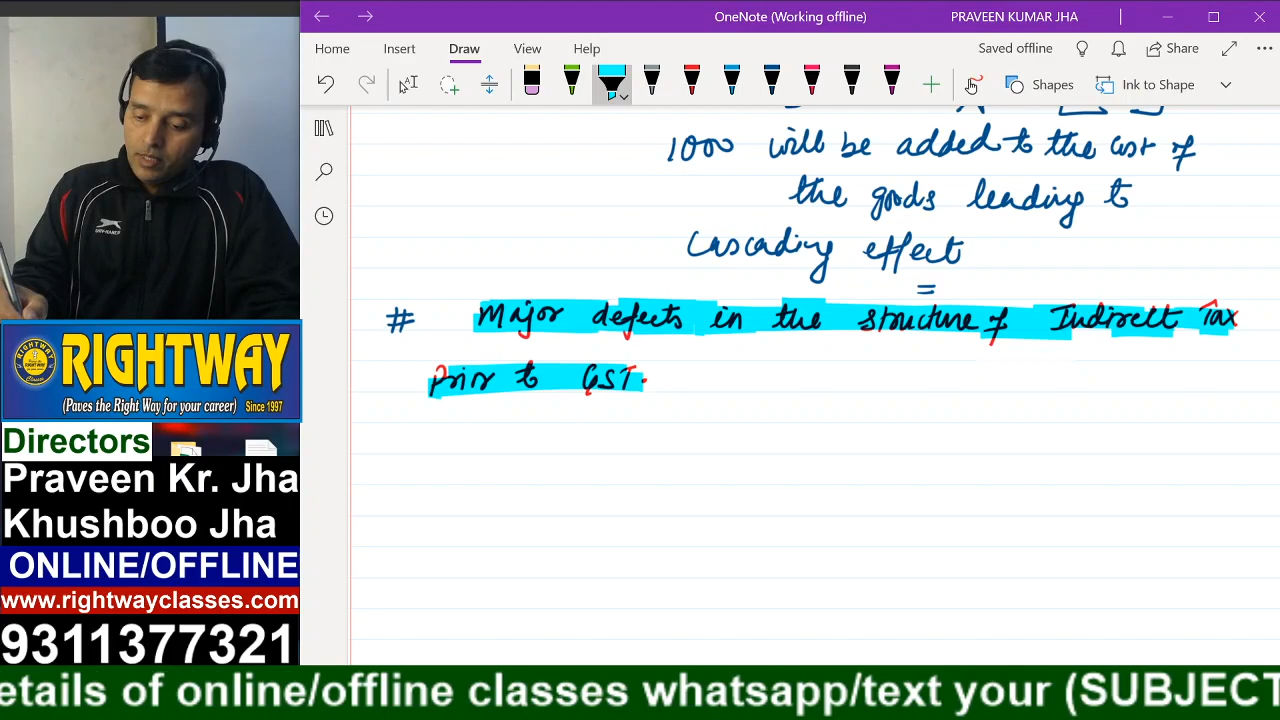 OneNote (Working offline)
PRAVEEN KUMAR JHA
Home Insert Draw View Help
Saved offline
Share
Shapes
Ink to Shape
1000 will be added to the cost of
the goods leading to
Cascading effect
=
# Major defects in the structure of Indirect Tax
Prior to GST.
RIGHTWAY
(Paves the Right Way for your career) Since 1997
Directors
Praveen Kr. Jha
Khushboo Jha
ONLINE/OFFLINE
www.rightwayclasses.com
9311377321
etails of online/offline classes whatsapp/text your (SUBJECT